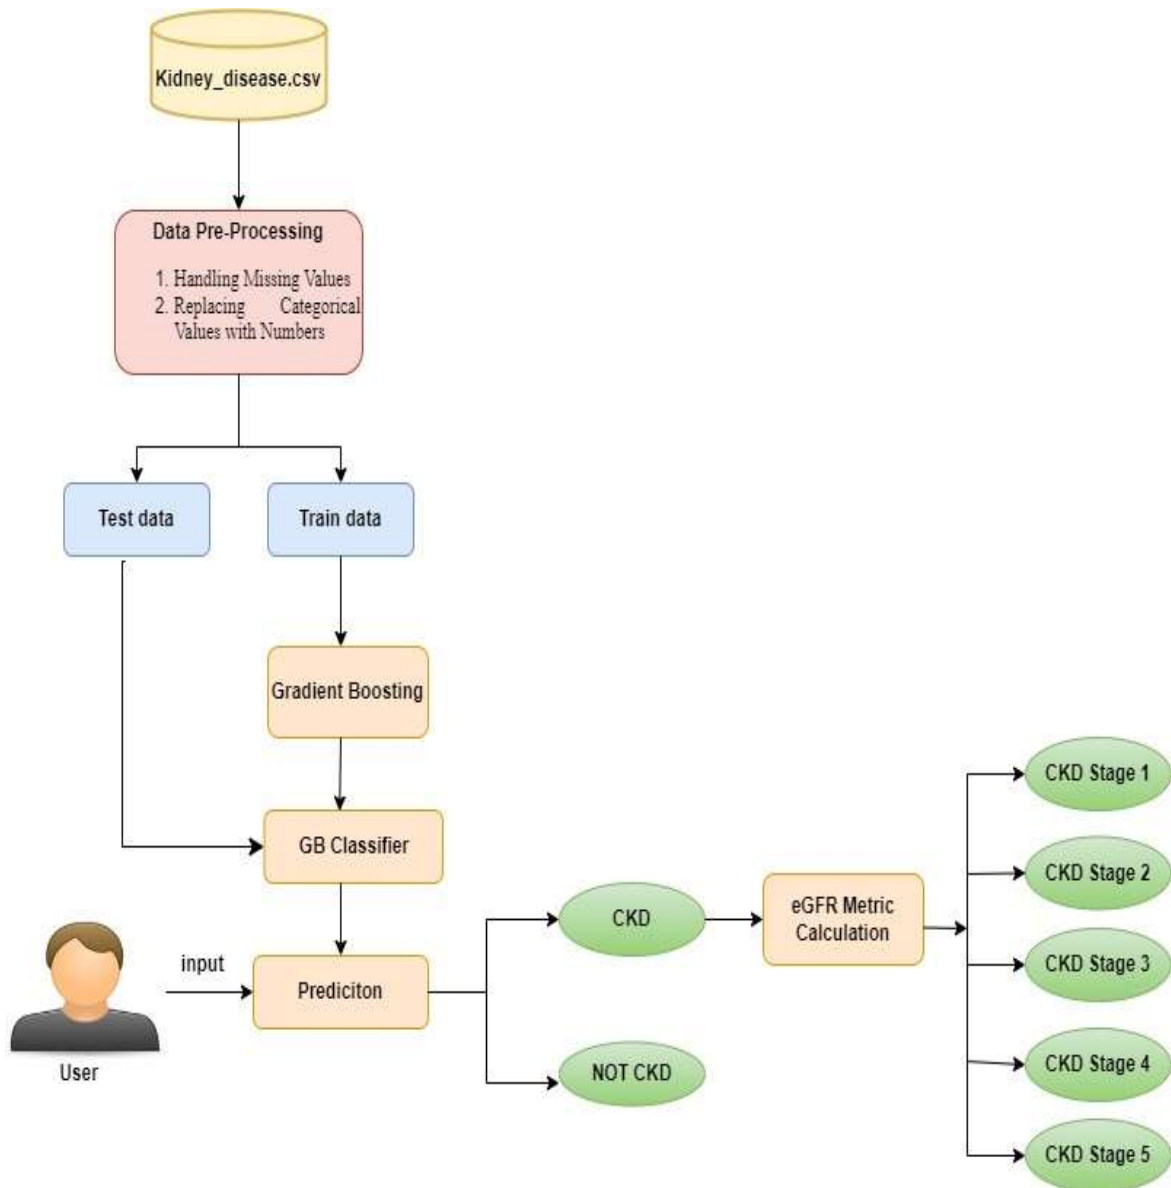 Kidney_disease.csv
Data Pre-Processing
1. Handling Missing Values
2. Replacing Categorical
Values with Numbers
Test data
Train data
Gradient Boosting
GB Classifier
input
Prediciton
User
CKD
NOT CKD
eGFR Metric
Calculation
CKD Stage 1
CKD Stage 2
CKD Stage 3
CKD Stage 4
CKD Stage 5